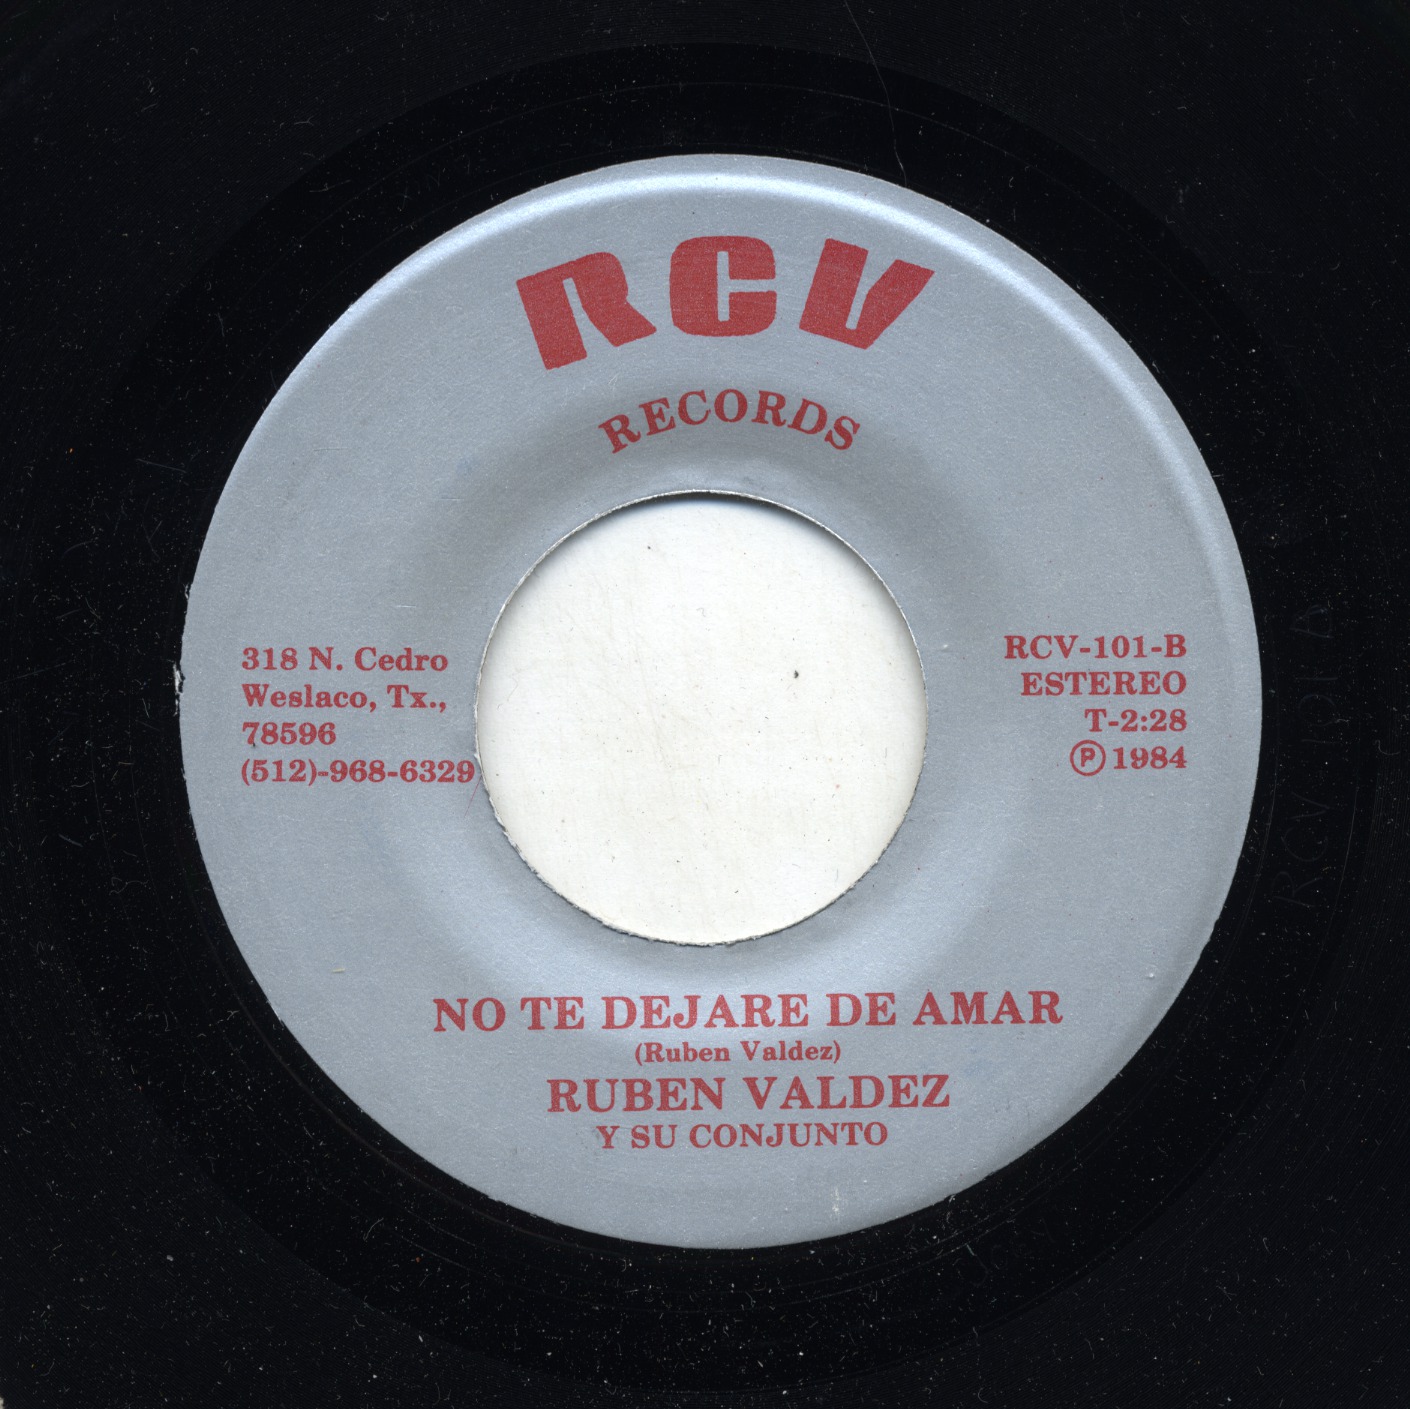 RCV
RECORDS
318 N. Cedro
Weslaco, Tx.,
78596
(512)-968-6329
RCV-101-B
ESTEREO
T-2:28
Ⓟ 1984
NO TE DEJARE DE AMAR
(Ruben Valdez)
RUBEN VALDEZ
Y SU CONJUNTO